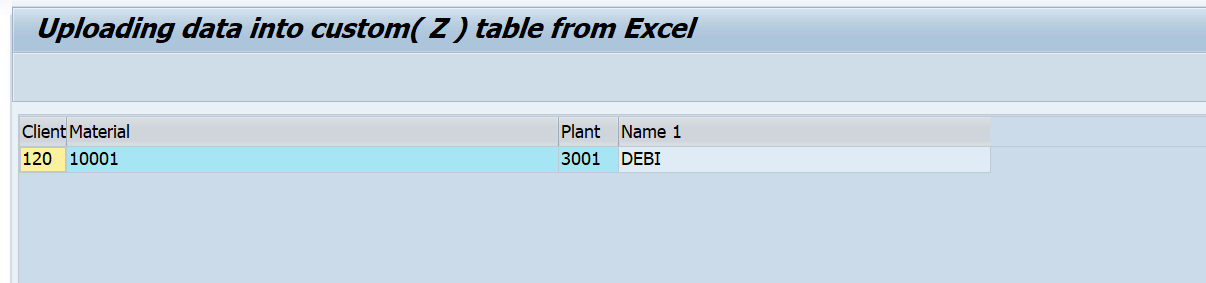 Uploading data into custom( Z ) table from Excel
Client Material Plant Name 1
120 10001 3001 DEBI